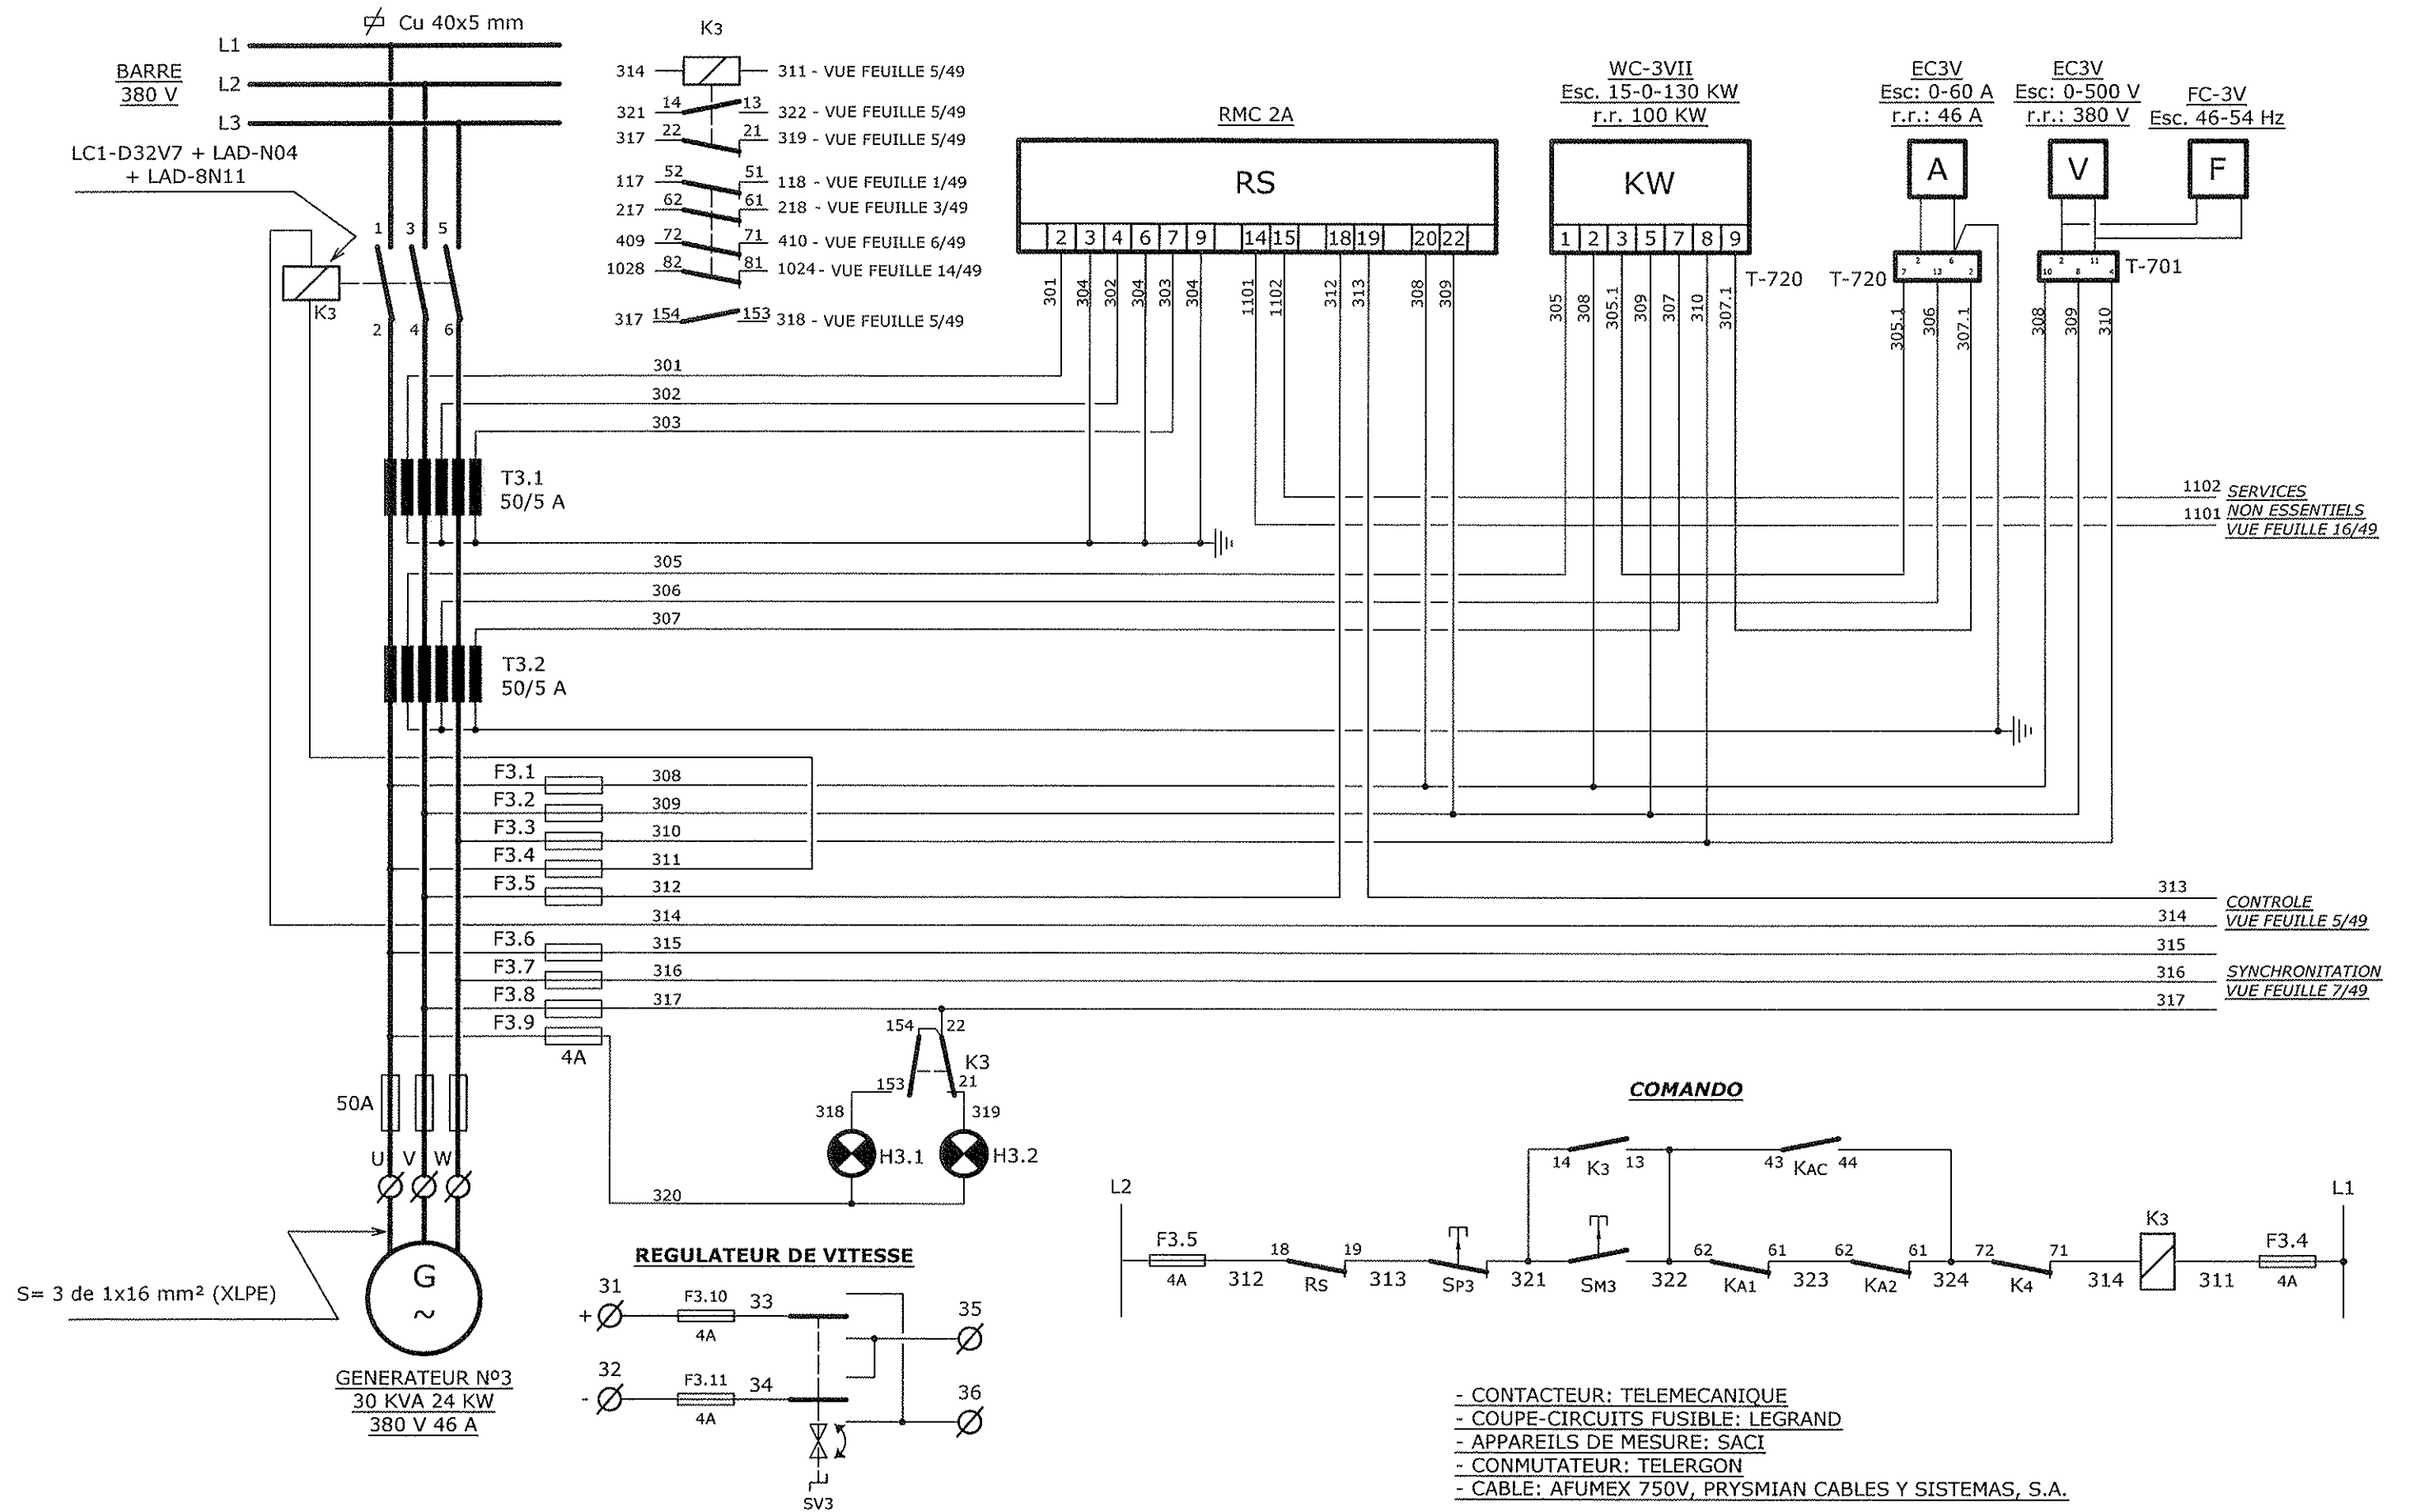 Cu 40x5 mm
L1
BARRE
380 V
L2
L3
LC1-D32V7 + LAD-N04
+ LAD-8N11
1 3 5
K3
2 4 6
K3
314 311 - VUE FEUILLE 5/49
321 14 13 322 - VUE FEUILLE 5/49
317 22 21 319 - VUE FEUILLE 5/49
117 52 51 118 - VUE FEUILLE 1/49
217 62 61 218 - VUE FEUILLE 3/49
409 72 71 410 - VUE FEUILLE 6/49
1028 82 81 1024 - VUE FEUILLE 14/49
317 154 153 318 - VUE FEUILLE 5/49
RMC 2A
RS
2 3 4 6 7 9 14 15 18 19 20 22
301 304 302 304 303 304 1101 1102 312 313 308 309
WC-3VII
Esc. 15-0-130 KW
r.r. 100 KW
KW
1 2 3 5 7 8 9
T-720
305 308 305.1 309 307 310 307.1
EC3V
Esc: 0-60 A
r.r.: 46 A
A
2 6
7 13 2
T-720
305.1 306 307.1
EC3V
Esc: 0-500 V
r.r.: 380 V
V
FC-3V
Esc. 46-54 Hz
F
2 11
10 8 4
T-701
308 309 310
301
302
303
T3.1
50/5 A
1102
1101
SERVICES
NON ESSENTIELS
VUE FEUILLE 16/49
305
306
307
T3.2
50/5 A
F3.1 308
F3.2 309
F3.3 310
F3.4 311
F3.5 312
314
F3.6 315
F3.7 316
F3.8 317
F3.9
4A
313
314
CONTROLE
VUE FEUILLE 5/49
315
316
317
SYNCHRONITATION
VUE FEUILLE 7/49
154 22
K3
153 21
318 319
H3.1 H3.2
320
50A
U V W
S= 3 de 1x16 mm² (XLPE)
G
~
GENERATEUR Nº3
30 KVA 24 KW
380 V 46 A
REGULATEUR DE VITESSE
31 F3.10 33 35
+ 4A
32 F3.11 34 36
- 4A
SV3
COMANDO
14 K3 13 43 KAC 44
L2 L1
F3.5 18 19 62 61 62 61 72 71 K3 F3.4
4A 312 RS 313 SP3 321 SM3 322 KA1 323 KA2 324 K4 314 311 4A
- CONTACTEUR: TELEMECANIQUE
- COUPE-CIRCUITS FUSIBLE: LEGRAND
- APPAREILS DE MESURE: SACI
- CONMUTATEUR: TELERGON
- CABLE: AFUMEX 750V, PRYSMIAN CABLES Y SISTEMAS, S.A.